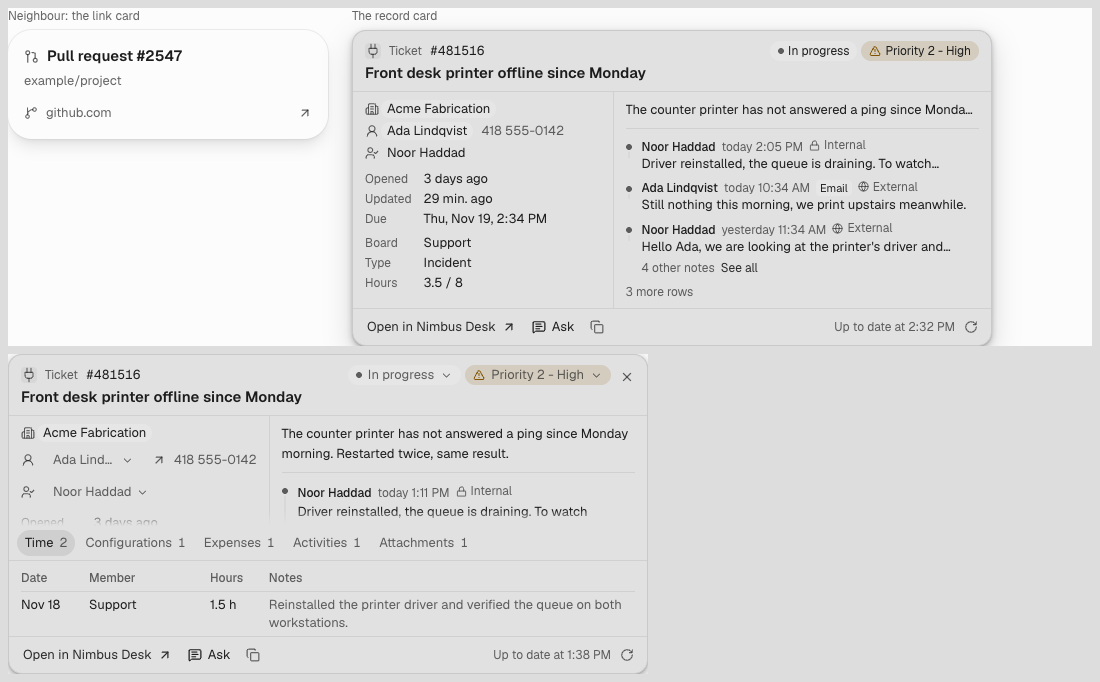 Neighbour: the link card
Pull request #2547
example/project
github.com
The record card
Ticket #481516
In progress
Priority 2 - High
Front desk printer offline since Monday
Acme Fabrication
Ada Lindqvist 418 555-0142
Noor Haddad
Opened 3 days ago
Updated 29 min. ago
Due Thu, Nov 19, 2:34 PM
Board Support
Type Incident
Hours 3.5 / 8
The counter printer has not answered a ping since Monda…
Noor Haddad today 2:05 PM Internal
Driver reinstalled, the queue is draining. To watch…
Ada Lindqvist today 10:34 AM Email External
Still nothing this morning, we print upstairs meanwhile.
Noor Haddad yesterday 11:34 AM External
Hello Ada, we are looking at the printer's driver and…
4 other notes See all
3 more rows
Open in Nimbus Desk Ask
Up to date at 2:32 PM
Ticket #481516
In progress
Priority 2 - High
Front desk printer offline since Monday
Acme Fabrication
Ada Lind… 418 555-0142
Noor Haddad
Opened 3 days ago
The counter printer has not answered a ping since Monday
morning. Restarted twice, same result.
Noor Haddad today 1:11 PM Internal
Driver reinstalled, the queue is draining. To watch
Time 2 Configurations 1 Expenses 1 Activities 1 Attachments 1
Date Member Hours Notes
Nov 18 Support 1.5 h Reinstalled the printer driver and verified the queue on both
workstations.
Open in Nimbus Desk Ask
Up to date at 1:38 PM